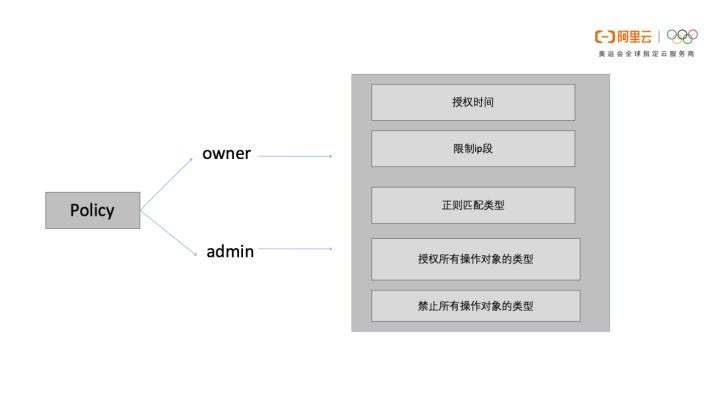 阿里云
奥运会全球指定云服务商
授权时间
owner
限制ip段
Policy
正则匹配类型
admin
授权所有操作对象的类型
禁止所有操作对象的类型